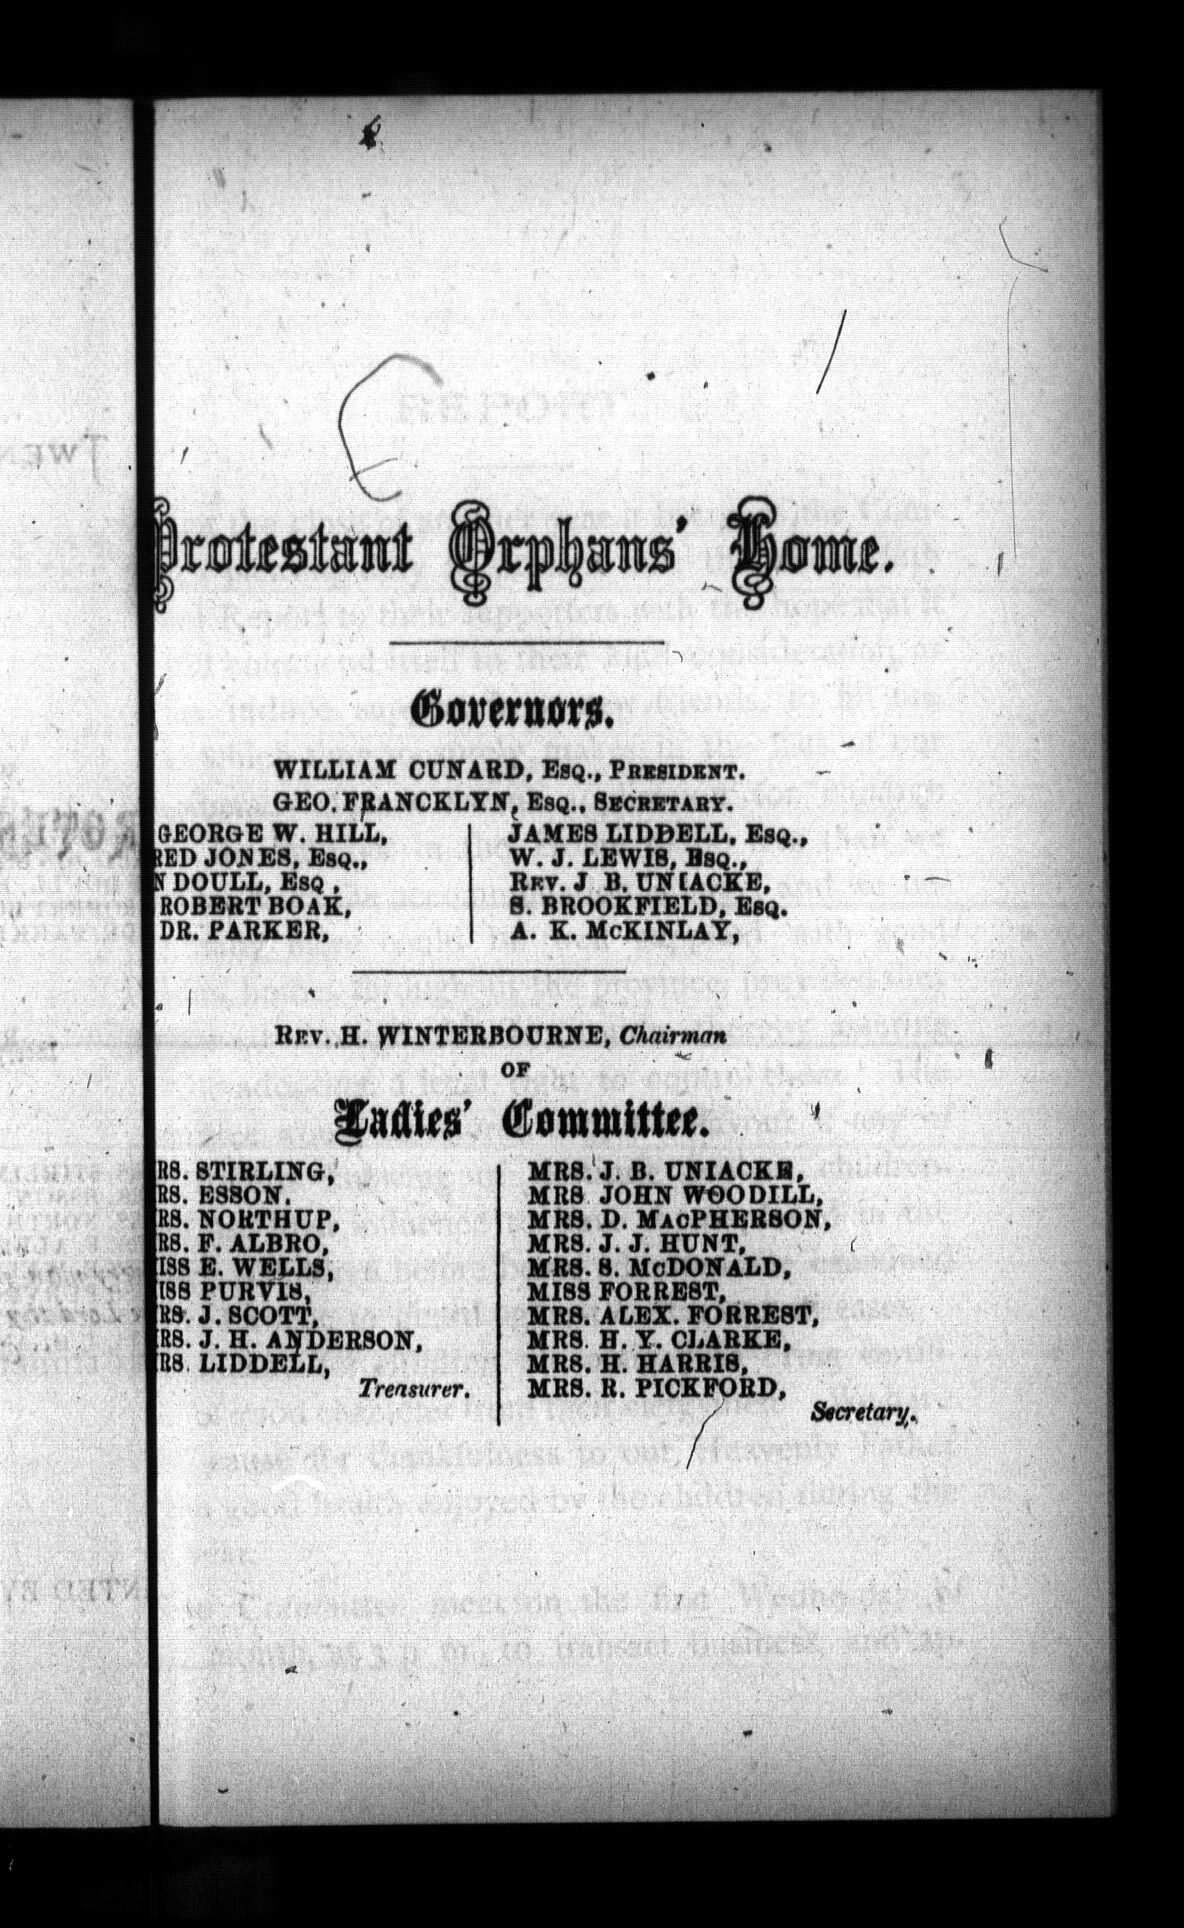 Protestant Orphans' Home.
Governors.
WILLIAM CUNARD, ESQ., PRESIDENT.
GEO. FRANCKLYN, ESQ., SECRETARY.
GEORGE W. HILL,
RED JONES, ESQ.,
N DOULL, ESQ,
ROBERT BOAK,
DR. PARKER,
JAMES LIDDELL, ESQ.,
W. J. LEWIS, ESQ.,
REV. J. B. UNIACKE,
S. BROOKFIELD, ESQ.
A. K. MCKINLAY,
REV. H. WINTERBOURNE, Chairman
OF
Ladies' Committee.
RS. STIRLING,
RS. ESSON.
RS. NORTHUP,
RS. F. ALBRO,
ISS E. WELLS,
ISS PURVIS,
RS. J. SCOTT,
RS. J. H. ANDERSON,
RS. LIDDELL,
Treasurer.
MRS. J. B. UNIACKE,
MRS. JOHN WOODILL,
MRS. D. MACPHERSON,
MRS. J. J. HUNT,
MRS. S. MCDONALD,
MISS FORREST,
MRS. ALEX. FORREST,
MRS. H. Y. CLARKE,
MRS. H. HARRIS,
MRS. R. PICKFORD,
Secretary.